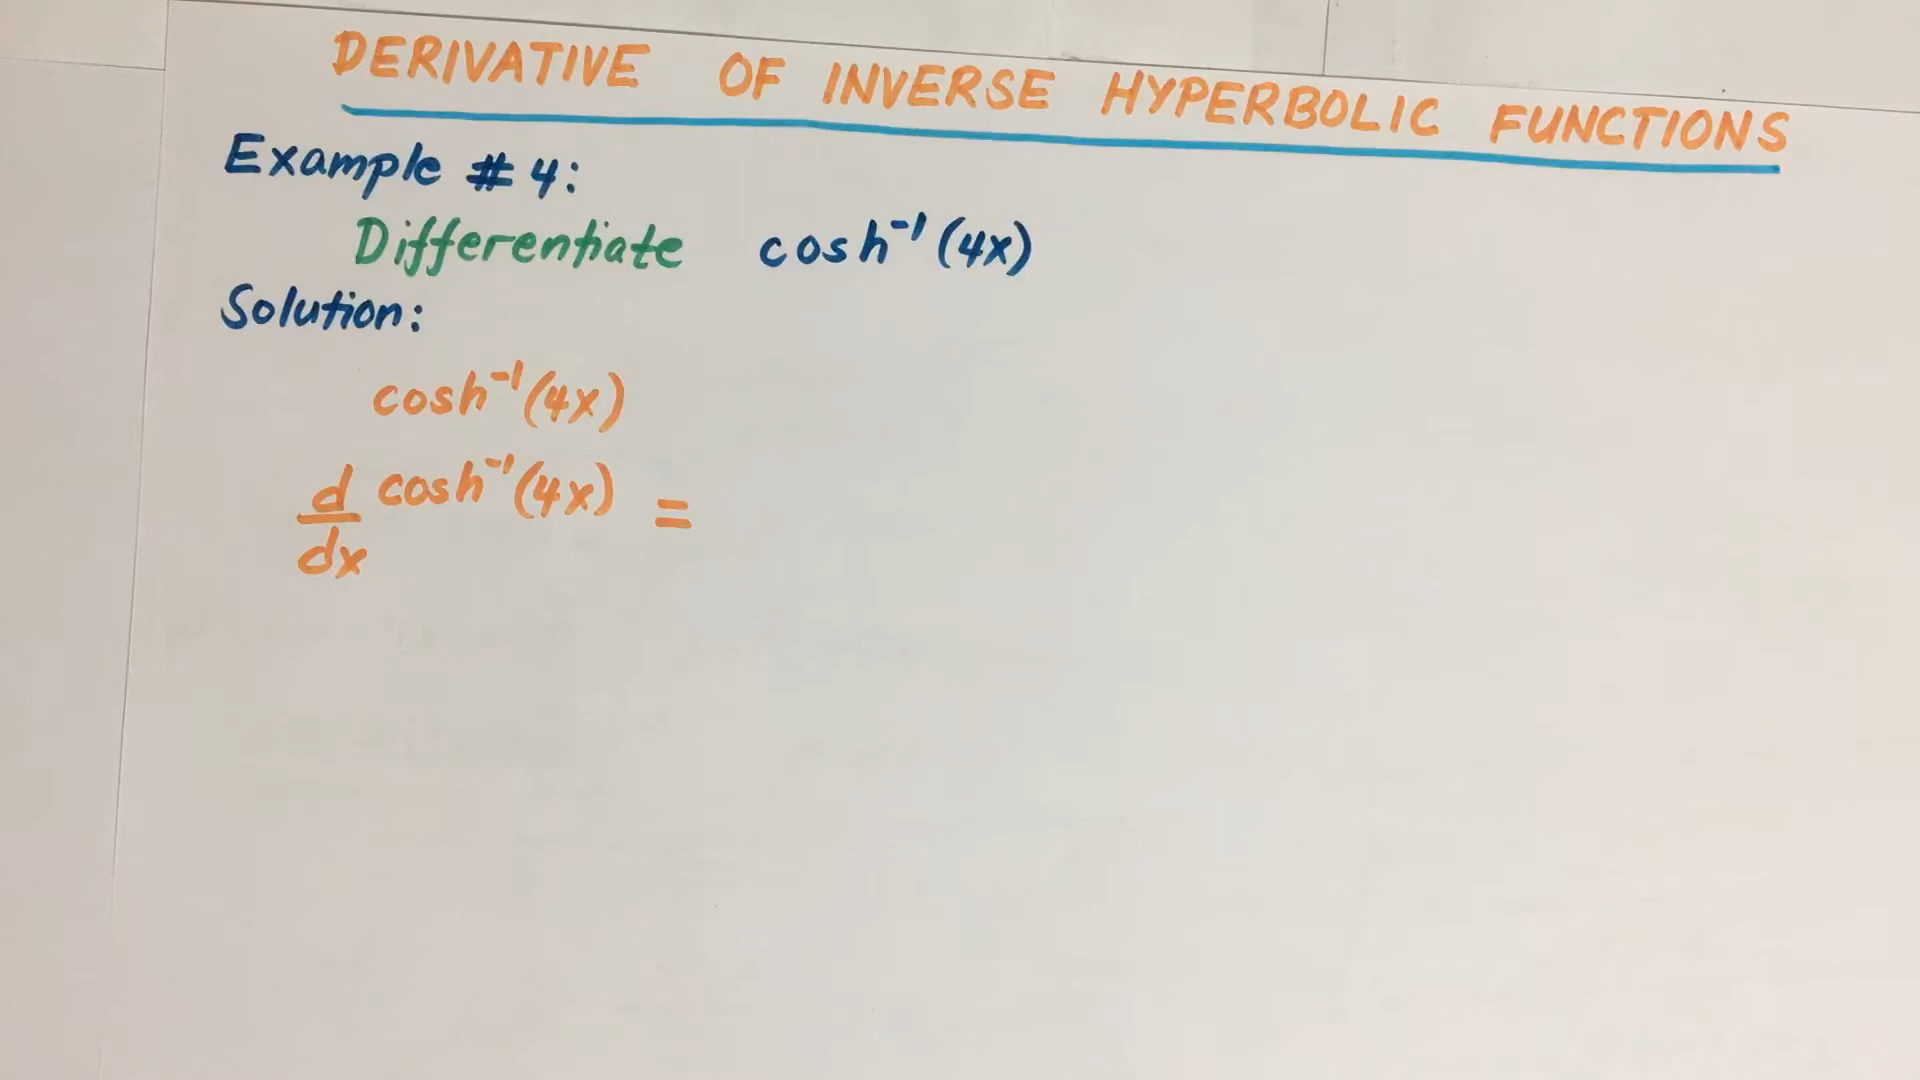 DERIVATIVE OF INVERSE HYPERBOLIC FUNCTIONS
Example # 4:
Differentiate cosh⁻¹(4x)
Solution:
cosh⁻¹(4x)
d/dx cosh⁻¹(4x) =